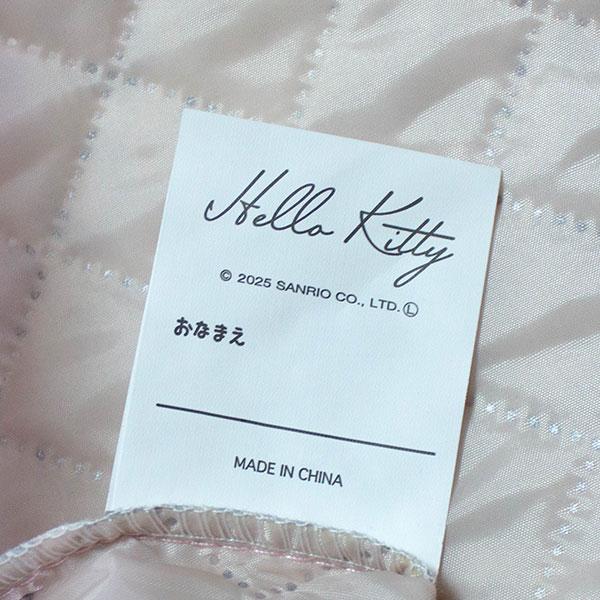 Hello Kitty
© 2025 SANRIO CO., LTD. Ⓛ
おなまえ
MADE IN CHINA